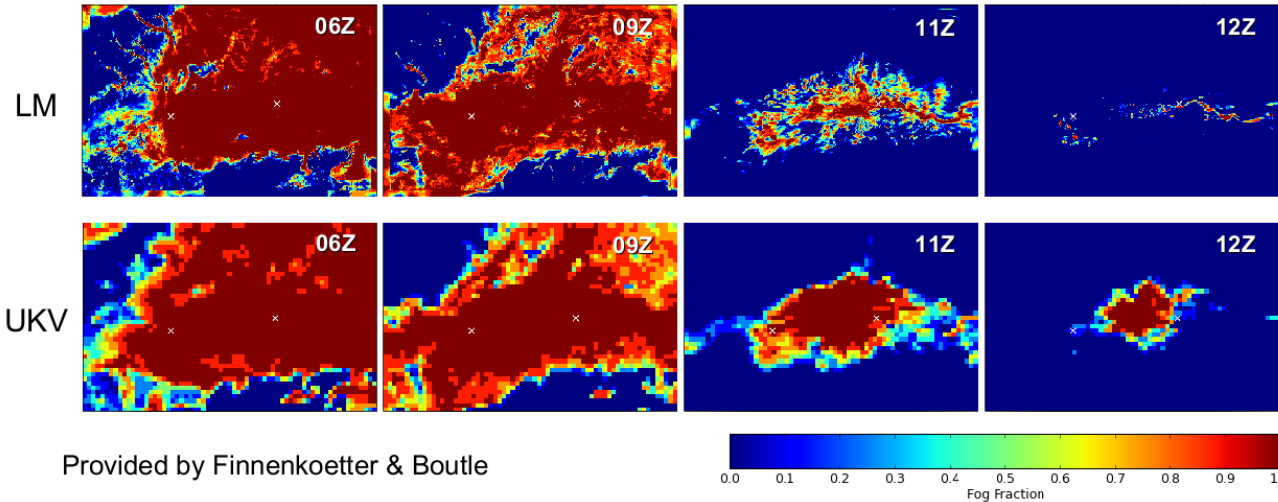 LM
06Z
09Z
11Z
12Z
UKV
06Z
09Z
11Z
12Z
Provided by Finnenkoetter & Boutle
0.0 0.1 0.2 0.3 0.4 0.5 0.6 0.7 0.8 0.9 1
Fog Fraction